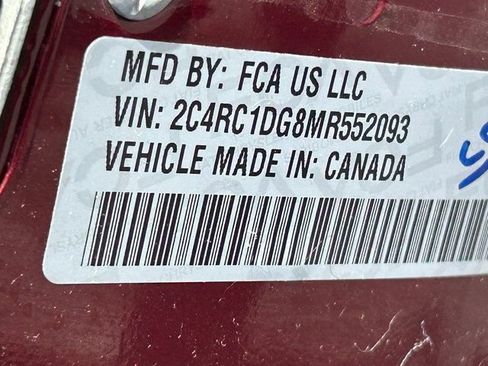 MFD BY: FCA US LLC
VIN: 2C4RC1DG8MR552093
VEHICLE MADE IN: CANADA